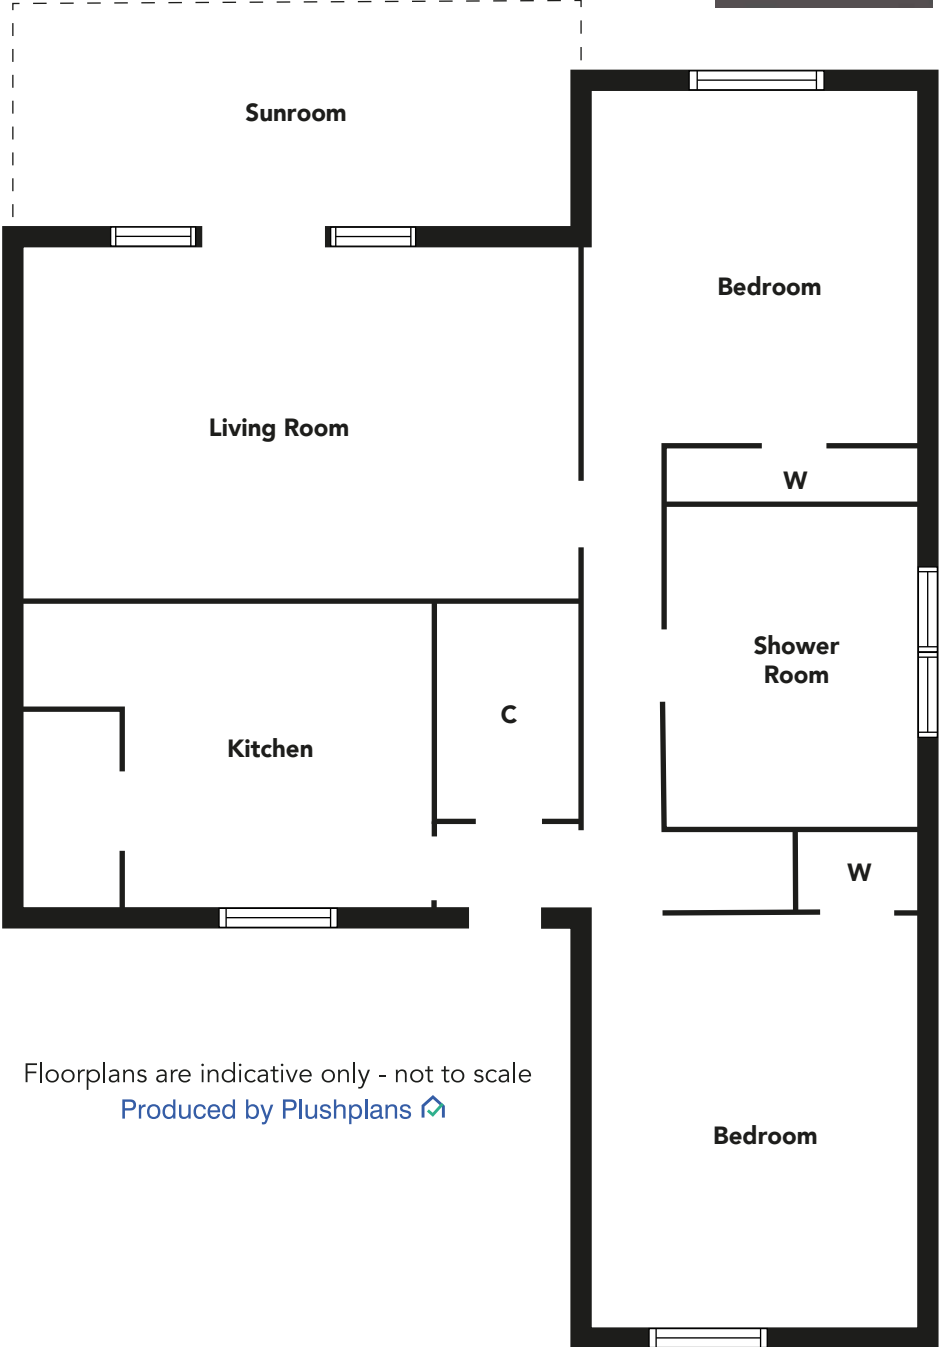 Sunroom
Bedroom
Living Room
W
Shower
Room
C
Kitchen
W
Floorplans are indicative only - not to scale
Produced by Plushplans
Bedroom